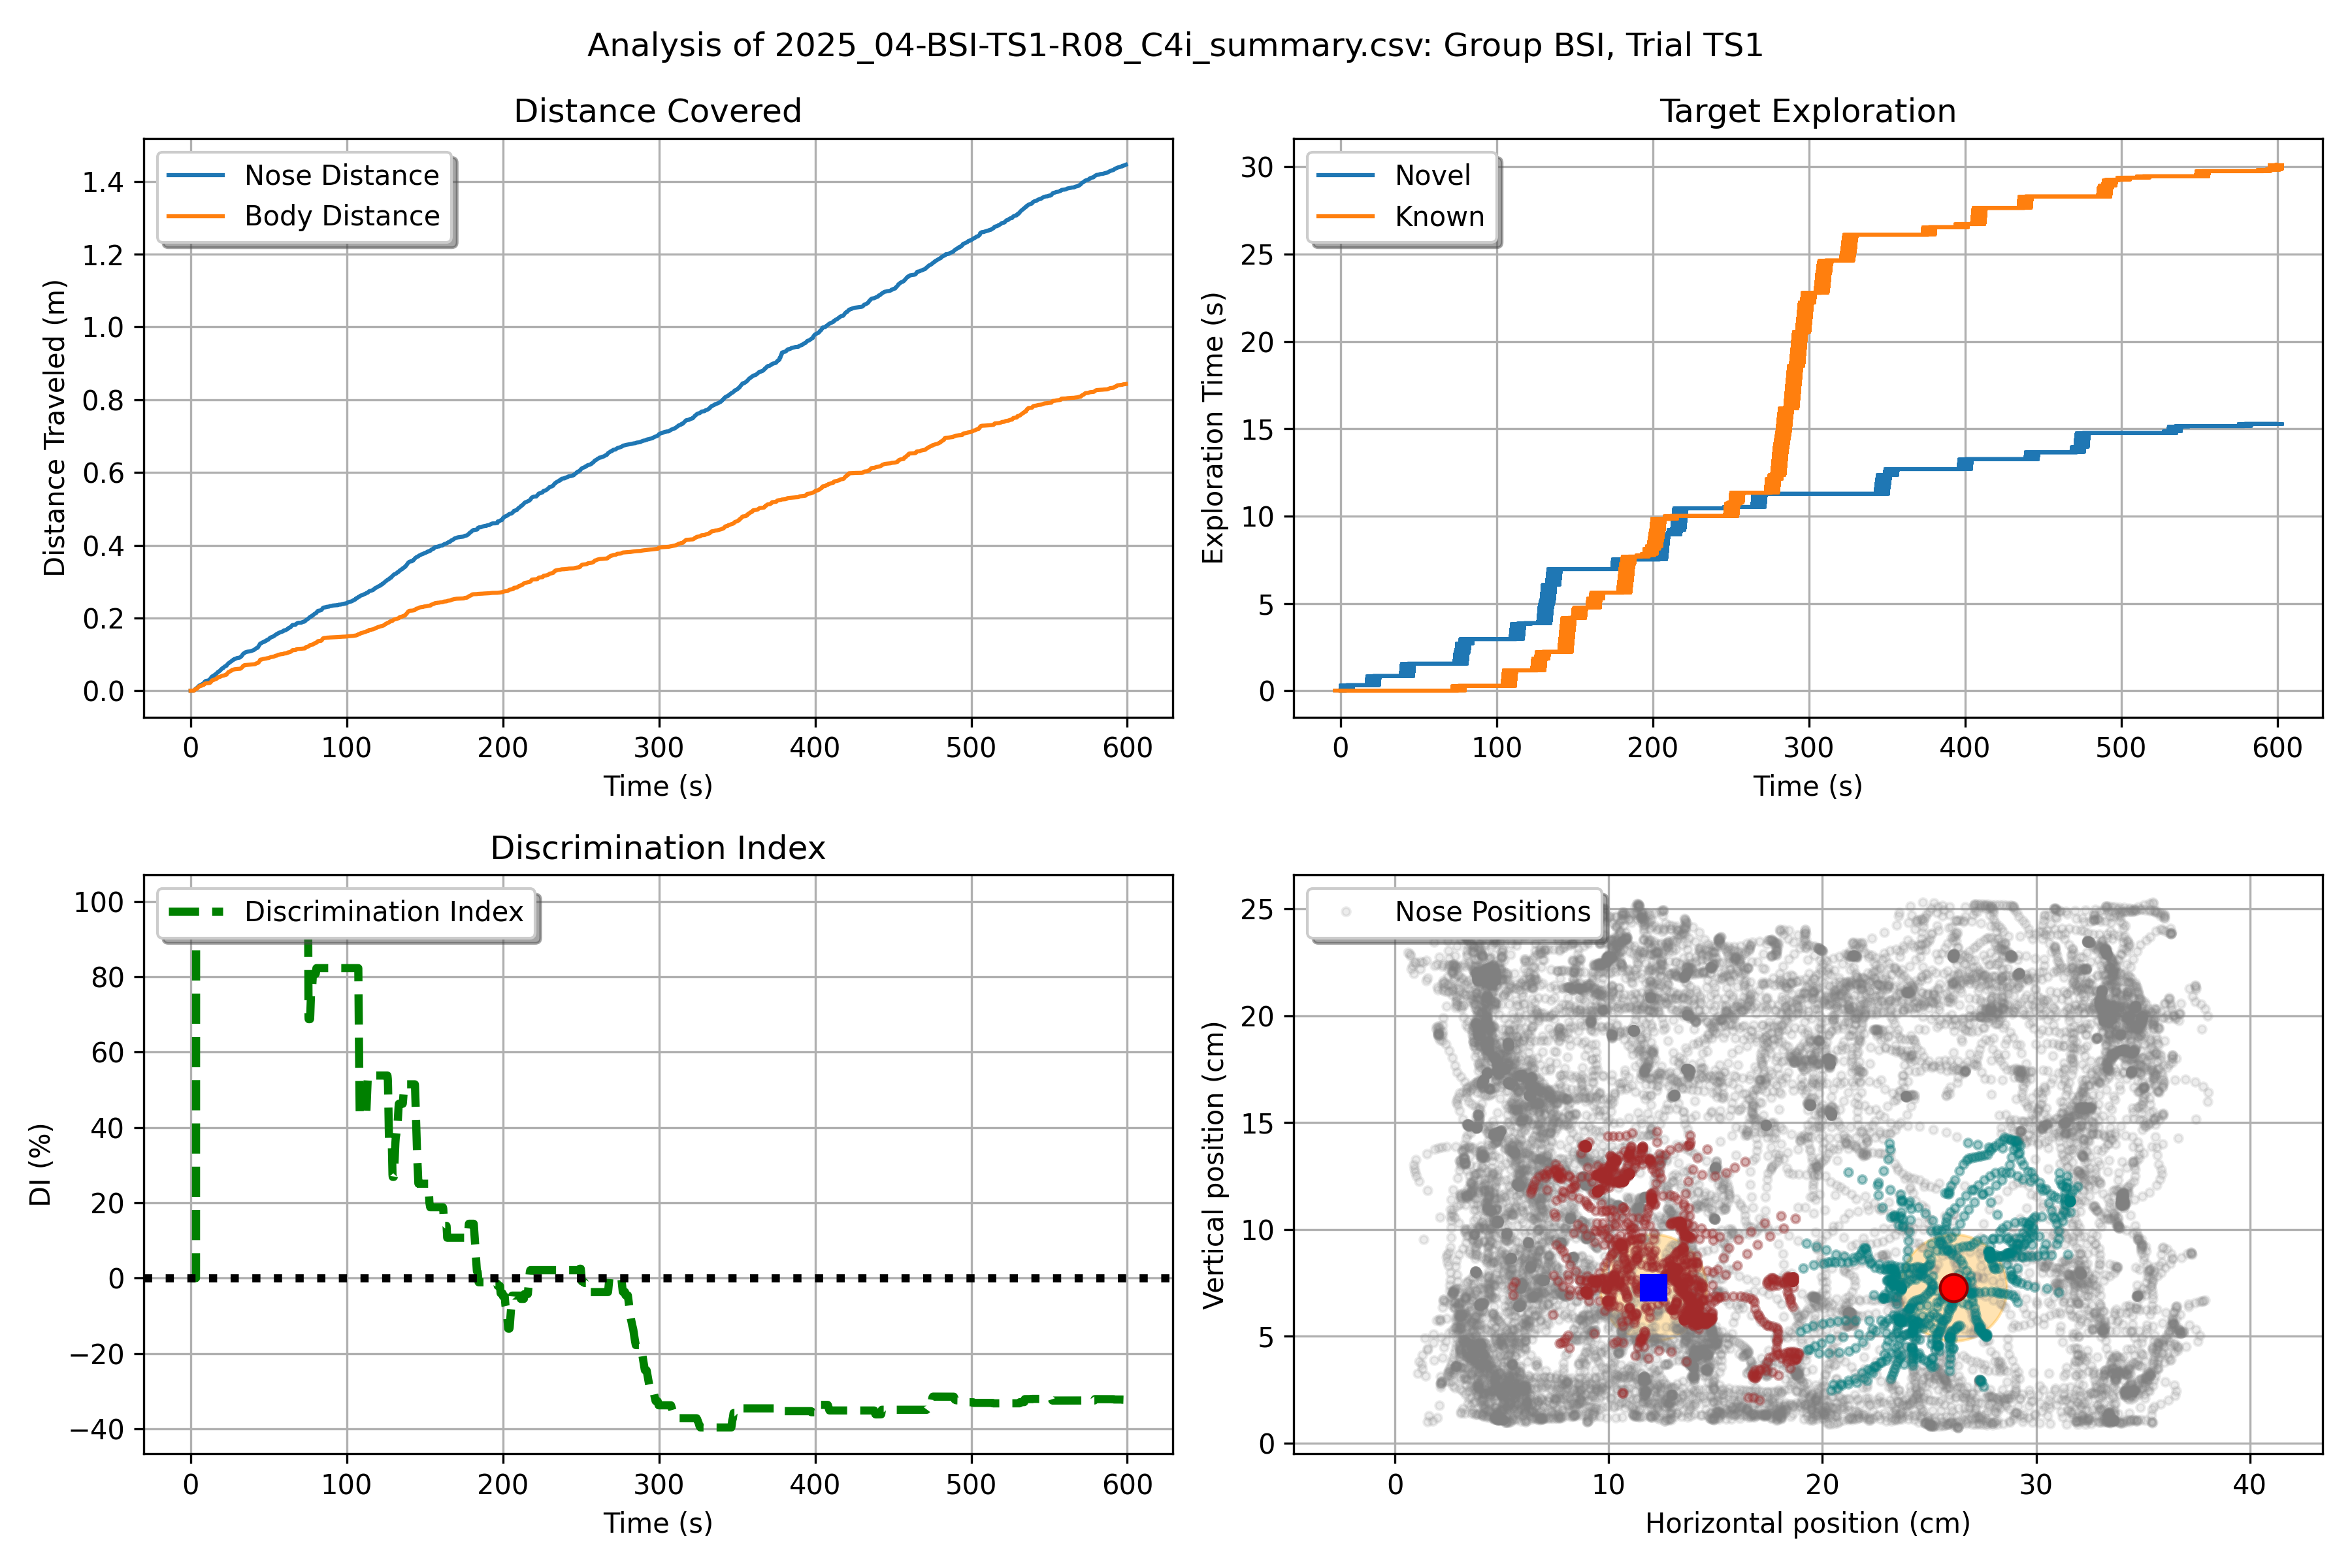 Analysis of 2025_04-BSI-TS1-R08_C4i_summary.csv: Group BSI, Trial TS1
Distance Covered
Nose Distance
Body Distance
Distance Traveled (m)
1.4
1.2
1.0
0.8
0.6
0.4
0.2
0.0
0 100 200 300 400 500 600
Time (s)
Target Exploration
Novel
Known
Exploration Time (s)
30
25
20
15
10
5
0
0 100 200 300 400 500 600
Time (s)
Discrimination Index
Discrimination Index
DI (%)
100
80
60
40
20
0
−20
−40
0 100 200 300 400 500 600
Time (s)
Nose Positions
Vertical position (cm)
25
20
15
10
5
0
0 10 20 30 40
Horizontal position (cm)